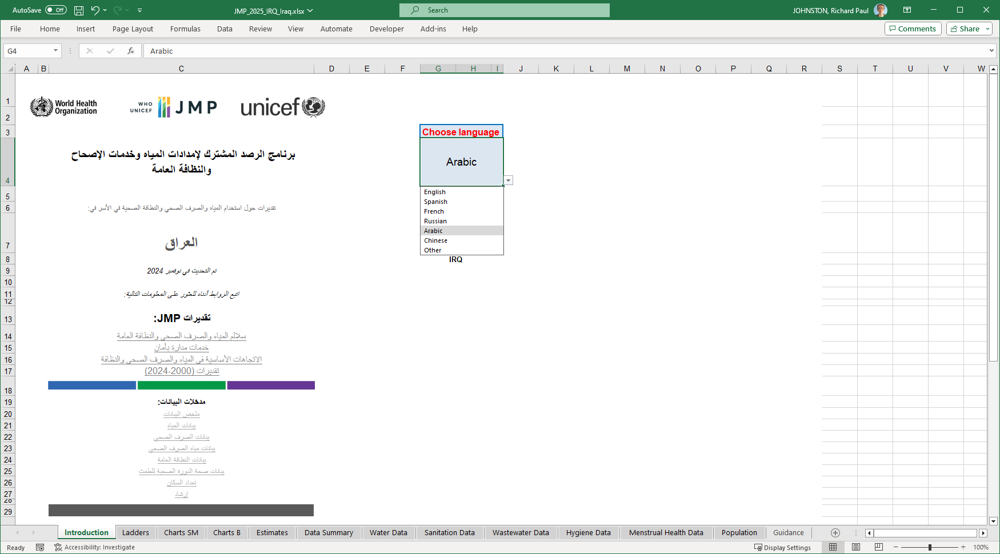 AutoSave Off
JMP_2025_IRQ_Iraq.xlsx
Search
JOHNSTON, Richard Paul
File Home Insert Page Layout Formulas Data Review View Automate Developer Add-ins Help
Comments Share
G4
fx Arabic
A B C D E F G H I J K L M N O P Q R S T U V W
1
2
3
4
5
6
7
8
9
10
11
12
13
14
15
16
17
18
19
20
21
22
23
24
25
26
27
28
29
World Health
Organization
WHO
UNICEF
JMP
unicef
Choose language
Arabic
English
Spanish
French
Russian
Arabic
Chinese
Other
IRQ
برنامج الرصد المشترك لإمدادات المياه وخدمات الإصحاح
والنظافة العامة
تقديرات حول استخدام المياه والصرف الصحي والنظافة الصحية في الأسر في:
العراق
تم التحديث في نوفمبر 2024
اتبع الروابط أدناه للعثور على المعلومات التالية:
تقديرات JMP:
سلالم المياه والصرف الصحي والنظافة العامة
خدمات مدارة بأمان
الاتجاهات الأساسية في المياه والصرف الصحي والنظافة
تقديرات (2000-2024)
مدخلات البيانات:
ملخص البيانات
بيانات المياه
بيانات الصرف الصحي
بيانات مياه الصرف الصحي
بيانات النظافة العامة
بيانات صحة الدورة الصحية للطمث
تعداد السكان
إرشاد
Introduction Ladders Charts SM Charts B Estimates Data Summary Water Data Sanitation Data Wastewater Data Hygiene Data Menstrual Health Data Population Guidance
Ready
Accessibility: Investigate
Display Settings
100%